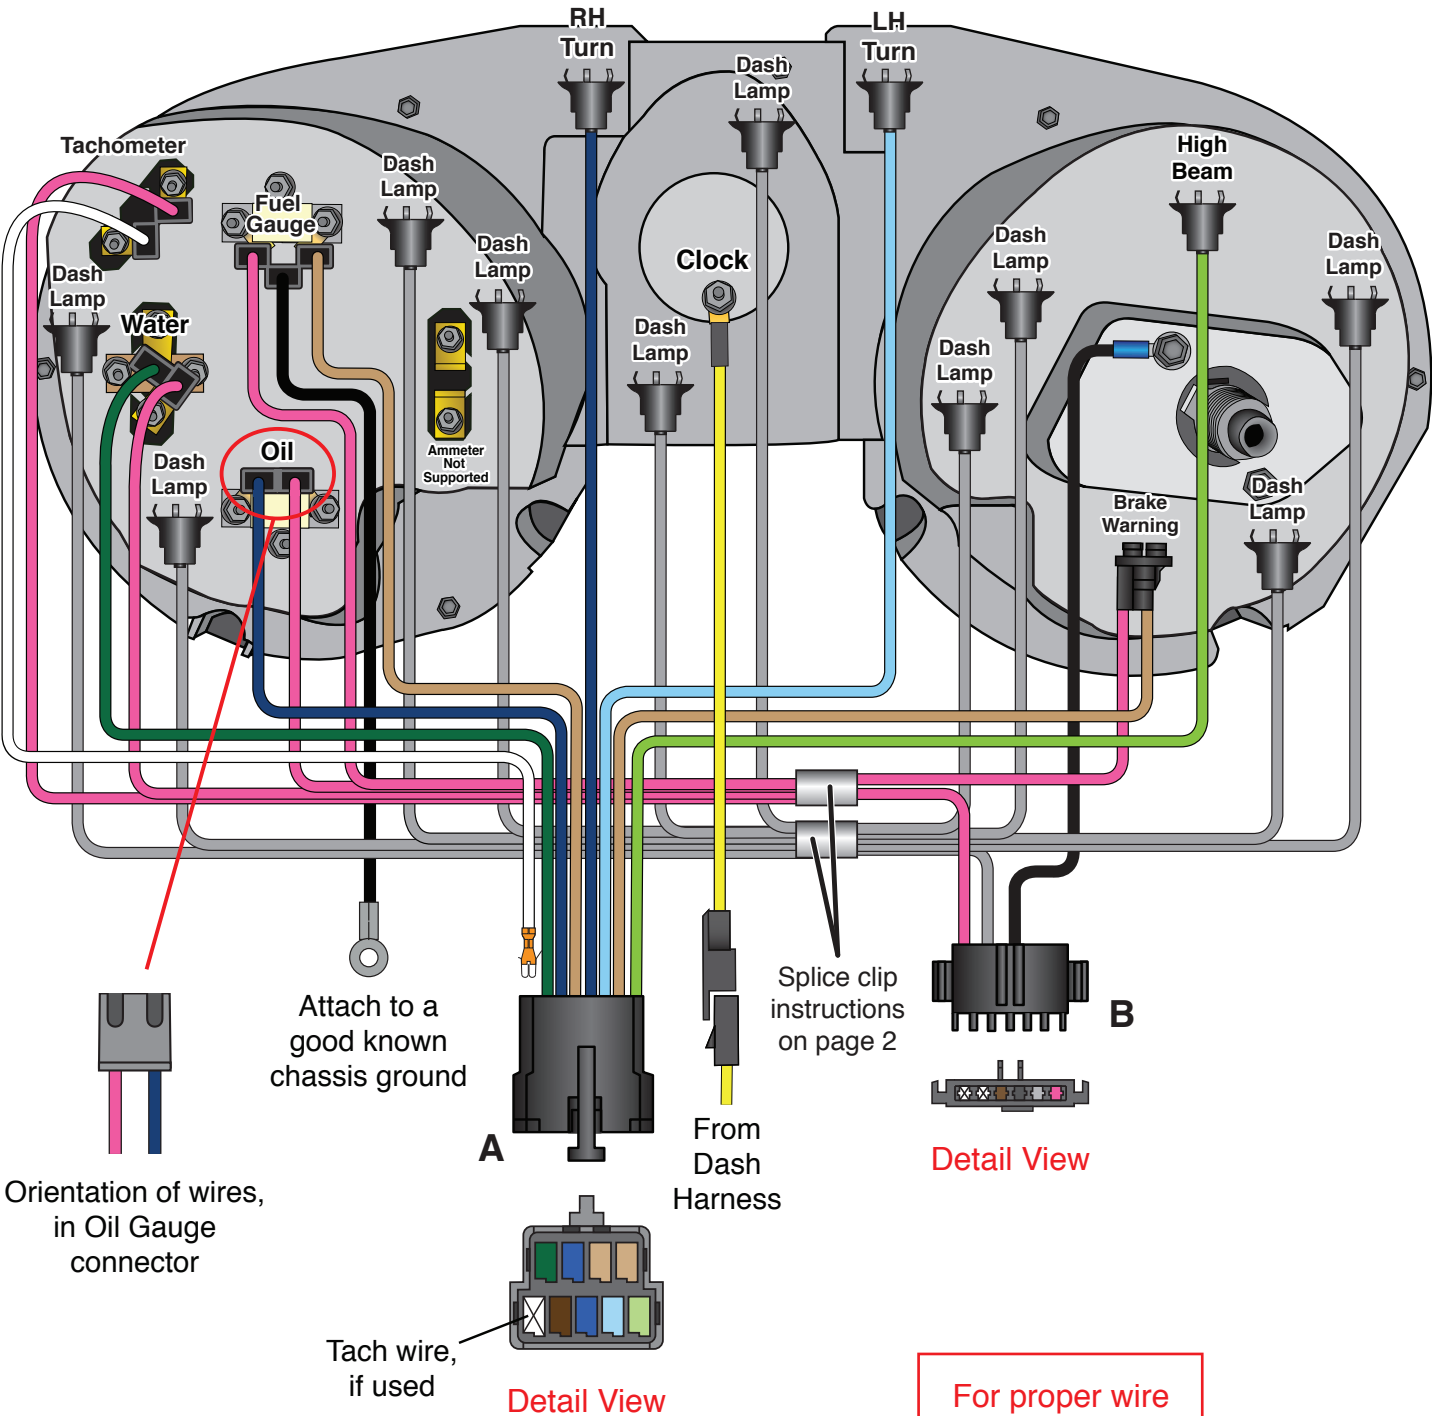 RH
Turn
LH
Turn
Dash
Lamp
Tachometer
Dash
Lamp
High
Beam
Fuel
Gauge
Dash
Lamp
Dash
Lamp
Dash
Lamp
Dash
Lamp
Clock
Water
Dash
Lamp
Dash
Lamp
Oil
Dash
Lamp
Ammeter
Not
Supported
Brake
Warning
Dash
Lamp
Splice clip
instructions
on page 2
Attach to a
good known
chassis ground
B
A
From
Dash
Harness
Detail View
Orientation of wires,
in Oil Gauge
connector
Tach wire,
if used
Detail View
For proper wire